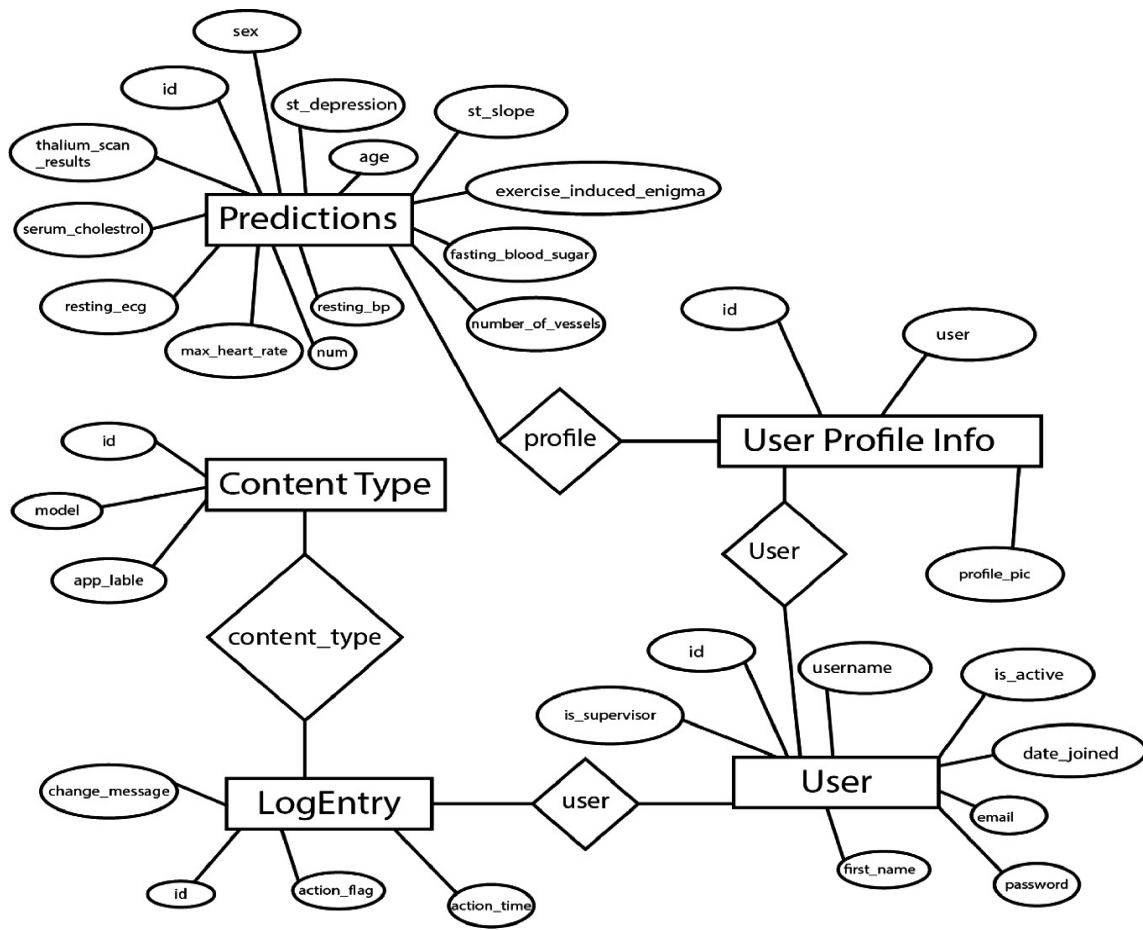 sex
id
st_depression
st_slope
thalium_scan
_results
age
exercise_induced_enigma
Predictions
serum_cholestrol
fasting_blood_sugar
resting_ecg
resting_bp
number_of_vessels
max_heart_rate
num
id
user
profile
User Profile Info
id
Content Type
model
app_lable
User
profile_pic
content_type
id
username
is_active
is_supervisor
date_joined
change_message
LogEntry
user
User
email
first_name
password
id
action_flag
action_time